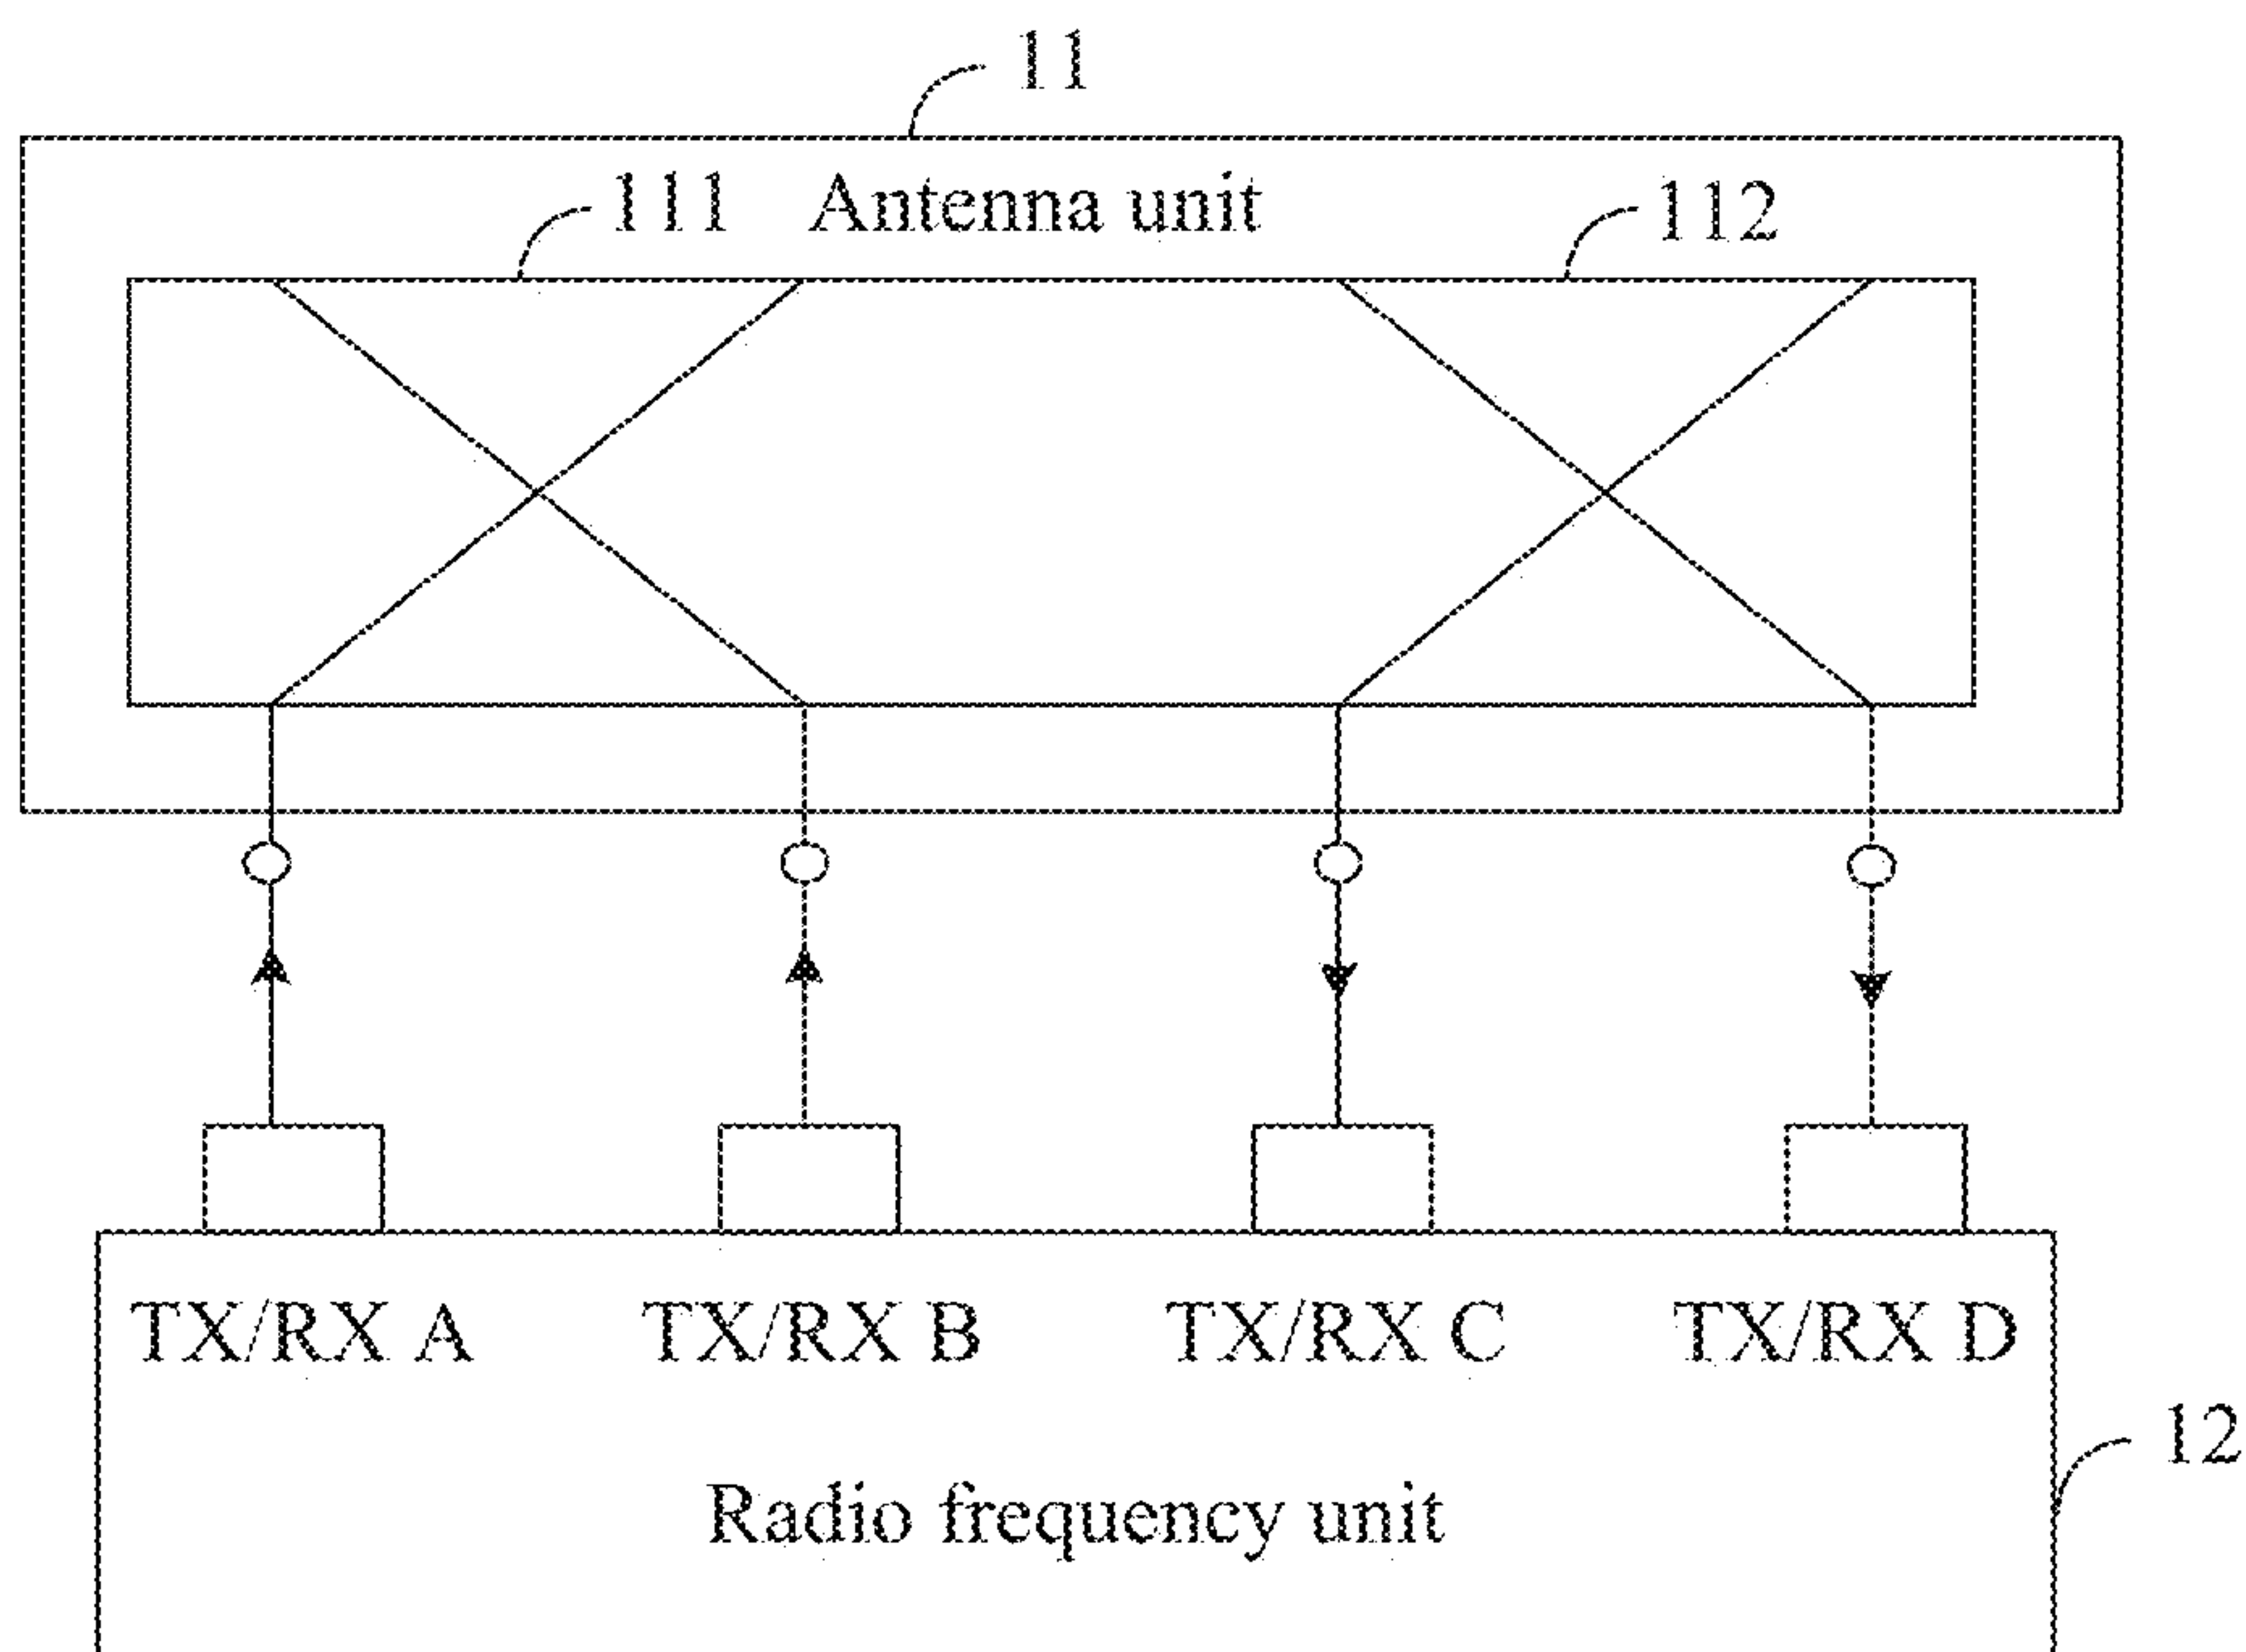 11
111 Antenna unit 112
TX/RX A TX/RX B TX/RX C TX/RX D
12
Radio frequency unit